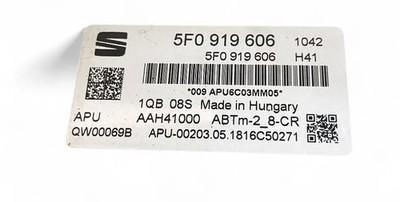 5F0 919 606 1042
5F0 919 606 H41
*009 APU6C03MM05*
1QB 08S Made in Hungary
APU AAH41000 ABTm-2_8-CR
QW00069B APU-00203.05.1816C50271